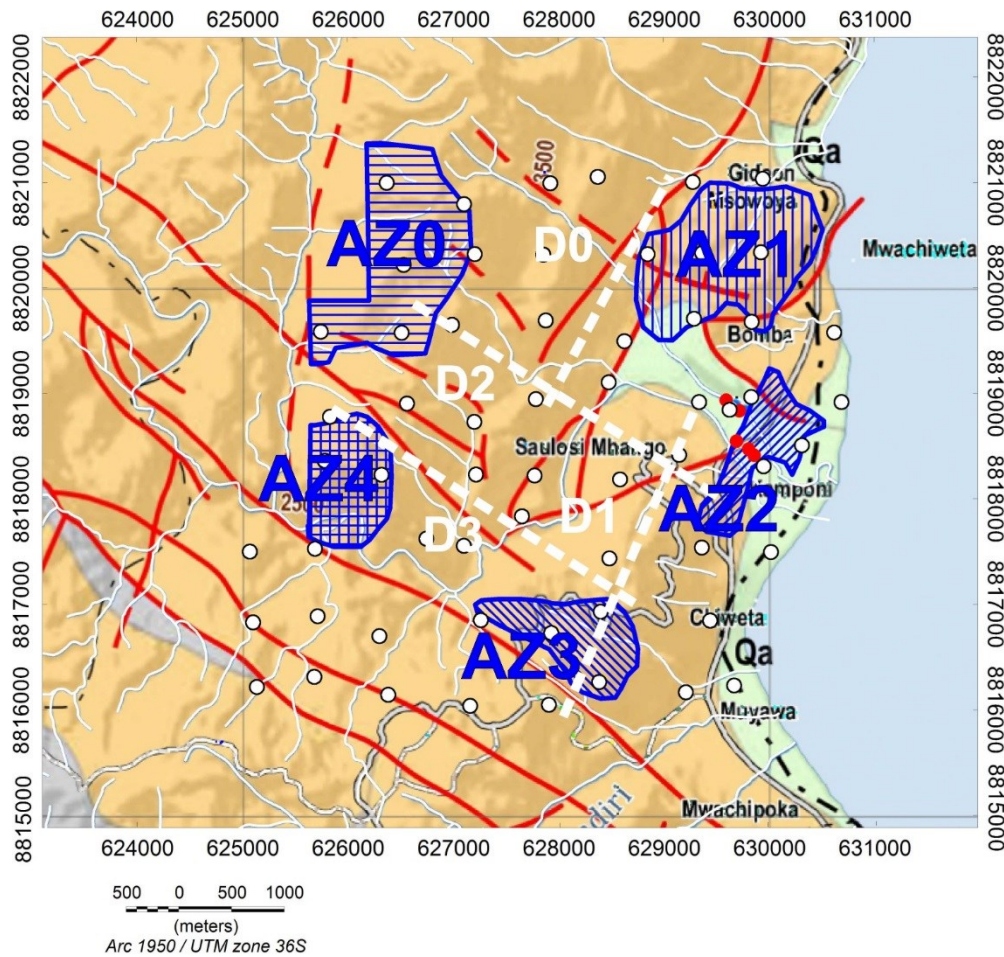 624000 625000 626000 627000 628000 629000 630000 631000
8822000
8822000
3500
Qa
Gideon
Msowoya
8821000
8821000
AZ0
D0
AZ1
Mwachiweta
8820000
8820000
Bomba
D2
8819000
8819000
Saulosi Mhango
AZ4
2500
D1
AZ2
8818000
8818000
D3
Chiweta
8817000
8817000
AZ3
Qa
8816000
8816000
Muyawa
Mwachipoka
8815000
8815000
624000 625000 626000 627000 628000 629000 630000 631000
500 0 500 1000
(meters)
Arc 1950 / UTM zone 36S